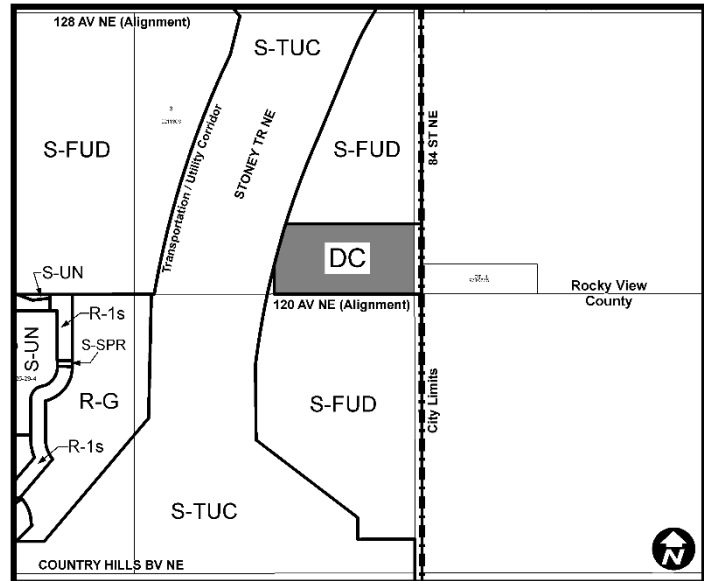 128 AV NE (Alignment)
S-TUC
S-FUD
Transportation / Utility Corridor
STONEY TR NE
S-FUD
84 ST NE
DC
S-UN
120 AV NE (Alignment)
Rocky View
County
R-1s
S-UN
S-SPR
R-G
S-FUD
City Limits
R-1s
S-TUC
COUNTRY HILLS BV NE
N